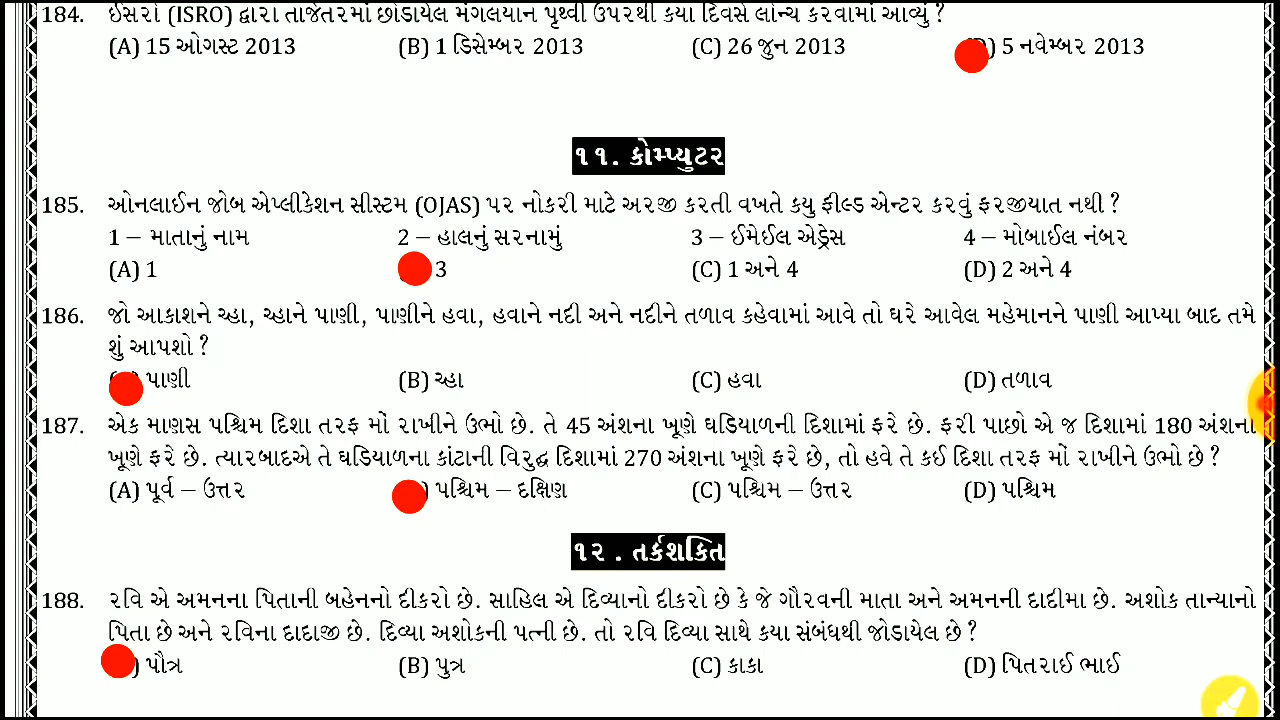 184. ઈસરો (ISRO) દ્વારા તાજેતરમાં છોડાયેલ મંગલયાન પૃથ્વી ઉપરથી કયા દિવસે લોન્ચ કરવામાં આવ્યું ?
(A) 15 ઓગસ્ટ 2013 (B) 1 ડિસેમ્બર 2013 (C) 26 જુન 2013 ) 5 નવેમ્બર 2013
૧૧. કોમ્પ્યુટર
185. ઓનલાઈન જોબ એપ્લીકેશન સીસ્ટમ (OJAS) પર નોકરી માટે અરજી કરતી વખતે કયુ ફીલ્ડ એન્ટર કરવું ફરજીયાત નથી ?
1 – માતાનું નામ 2 – હાલનું સરનામું 3 – ઈમેઈલ એડ્રેસ 4 – મોબાઈલ નંબર
(A) 1 3 (C) 1 અને 4 (D) 2 અને 4
186. જો આકાશને ચ્હા, ચ્હાને પાણી, પાણીને હવા, હવાને નદી અને નદીને તળાવ કહેવામાં આવે તો ઘરે આવેલ મહેમાનને પાણી આપ્યા બાદ તમે
શું આપશો ?
પાણી (B) ચ્હા (C) હવા (D) તળાવ
187. એક માણસ પશ્ચિમ દિશા તરફ મોં રાખીને ઉભો છે. તે 45 અંશના ખૂણે ઘડિયાળની દિશામાં ફરે છે. ફરી પાછો એ જ દિશામાં 180 અંશના
ખૂણે ફરે છે. ત્યારબાદએ તે ઘડિયાળના કાંટાની વિરુદ્ધ દિશામાં 270 અંશના ખૂણે ફરે છે, તો હવે તે કઈ દિશા તરફ મોં રાખીને ઉભો છે ?
(A) પૂર્વ – ઉત્તર ) પશ્ચિમ – દક્ષિણ (C) પશ્ચિમ – ઉત્તર (D) પશ્ચિમ
૧૨ . તર્કશકિત
188. રવિ એ અમનના પિતાની બહેનનો દીકરો છે. સાહિલ એ દિવ્યાનો દીકરો છે કે જે ગૌરવની માતા અને અમનની દાદીમા છે. અશોક તાન્યાનો
પિતા છે અને રવિના દાદાજી છે. દિવ્યા અશોકની પત્ની છે. તો રવિ દિવ્યા સાથે કયા સંબંધથી જોડાયેલ છે ?
) પૌત્ર (B) પુત્ર (C) કાકા (D) પિતરાઈ ભાઈ